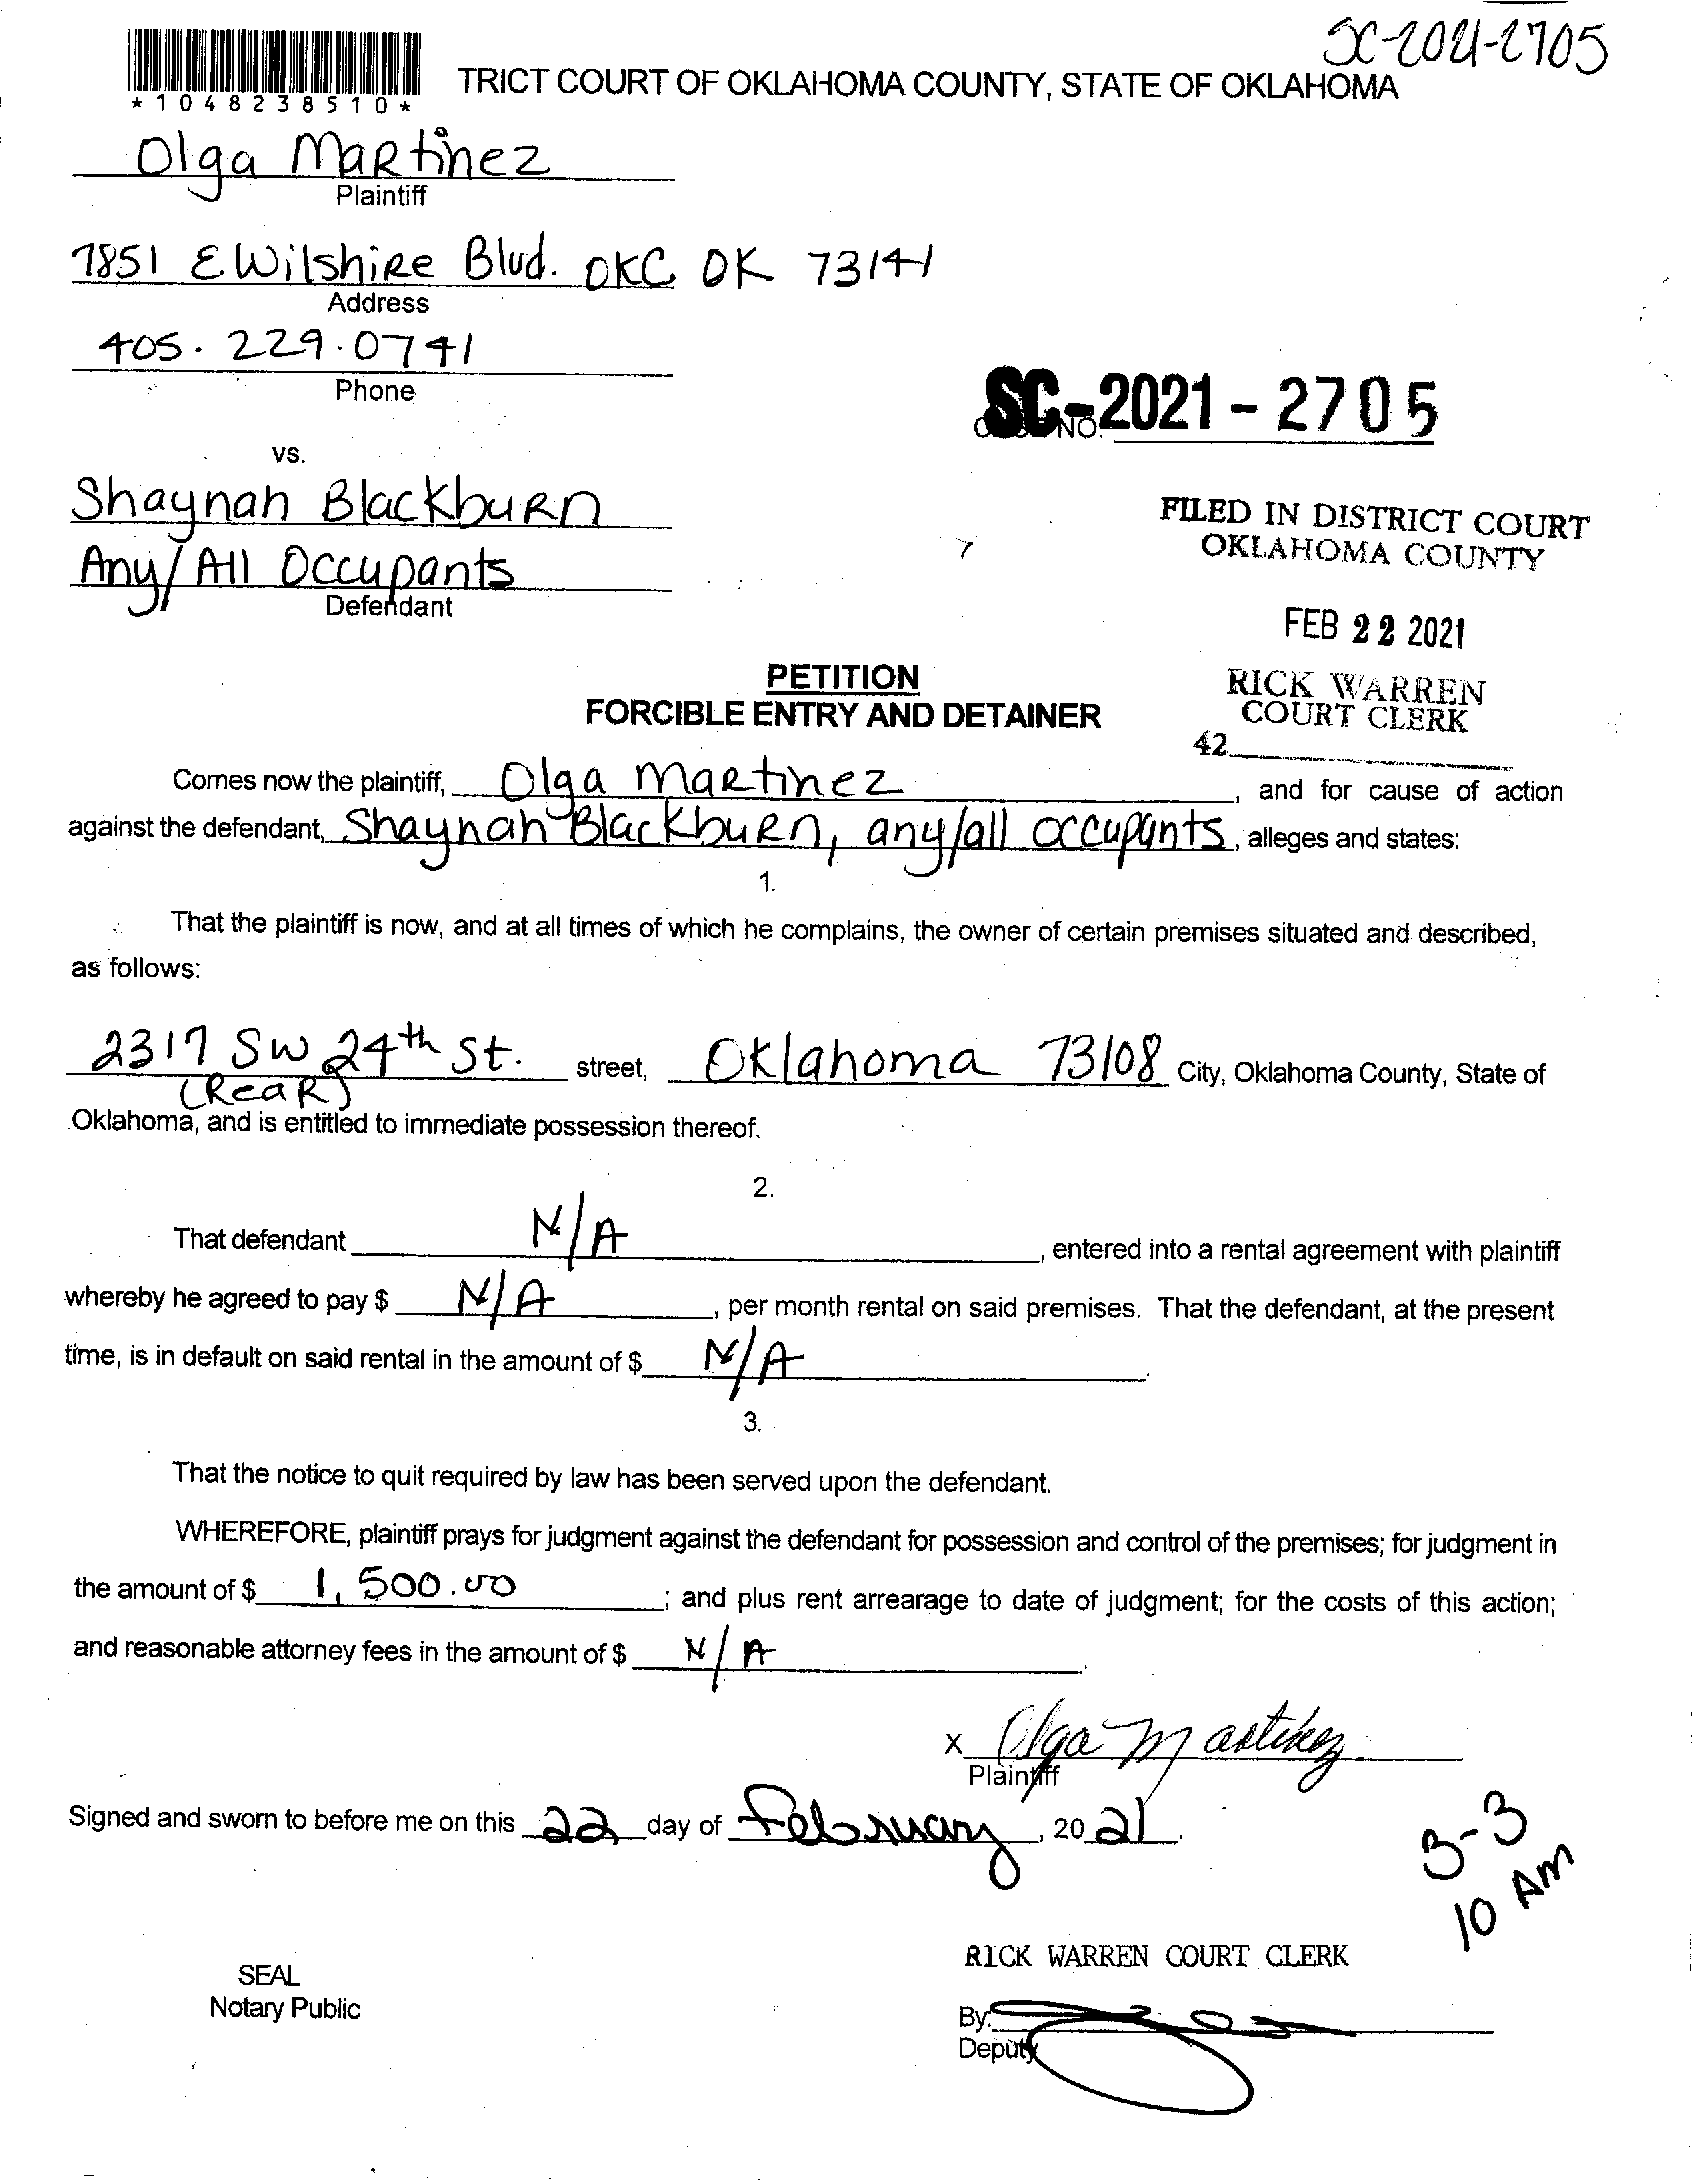 SC-2021-2705
*1048238510*
TRICT COURT OF OKLAHOMA COUNTY, STATE OF OKLAHOMA
Olga Martinez
Plaintiff
7851 E Wilshire Blvd. OKC OK 73141
Address
405.229.0741
Phone
SC-2021-2705
NO.
vs.
Shaynah Blackburn
Any/All Occupants
Defendant
FILED IN DISTRICT COURT
OKLAHOMA COUNTY
FEB 22 2021
RICK WARREN
COURT CLERK
42
PETITION
FORCIBLE ENTRY AND DETAINER
Comes now the plaintiff, Olga Martinez, and for cause of action
against the defendant, Shaynah Blackburn, any/all occupants, alleges and states:
1.
That the plaintiff is now, and at all times of which he complains, the owner of certain premises situated and described,
as follows:
2317 SW 24th St. street, Oklahoma 73108 City, Oklahoma County, State of
(Rear)
Oklahoma, and is entitled to immediate possession thereof.
2.
That defendant N/A, entered into a rental agreement with plaintiff
whereby he agreed to pay $ N/A, per month rental on said premises. That the defendant, at the present
time, is in default on said rental in the amount of $ N/A.
3.
That the notice to quit required by law has been served upon the defendant.
WHEREFORE, plaintiff prays for judgment against the defendant for possession and control of the premises; for judgment in
the amount of $ 1,500.00; and plus rent arrearage to date of judgment; for the costs of this action;
and reasonable attorney fees in the amount of $ N/A.
x Olga Martinez
Plaintiff
Signed and sworn to before me on this 22 day of February, 2021.
3-3
10 AM
RICK WARREN COURT CLERK
SEAL
Notary Public
By:
Deputy